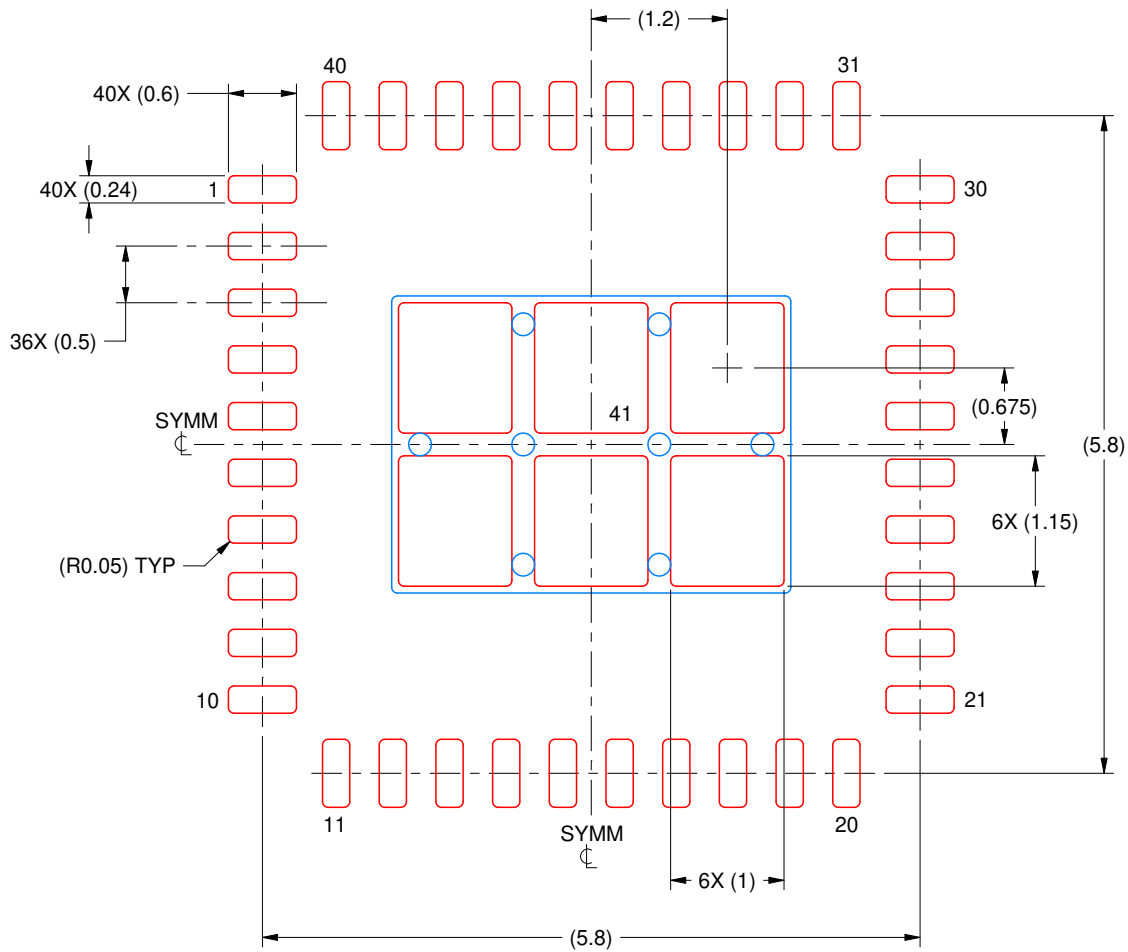 (1.2)
40
31
40X (0.6)
40X (0.24)
1
30
36X (0.5)
41
SYMM
℄
(0.675)
(5.8)
6X (1.15)
(R0.05) TYP
10
21
11
20
SYMM
℄
6X (1)
(5.8)